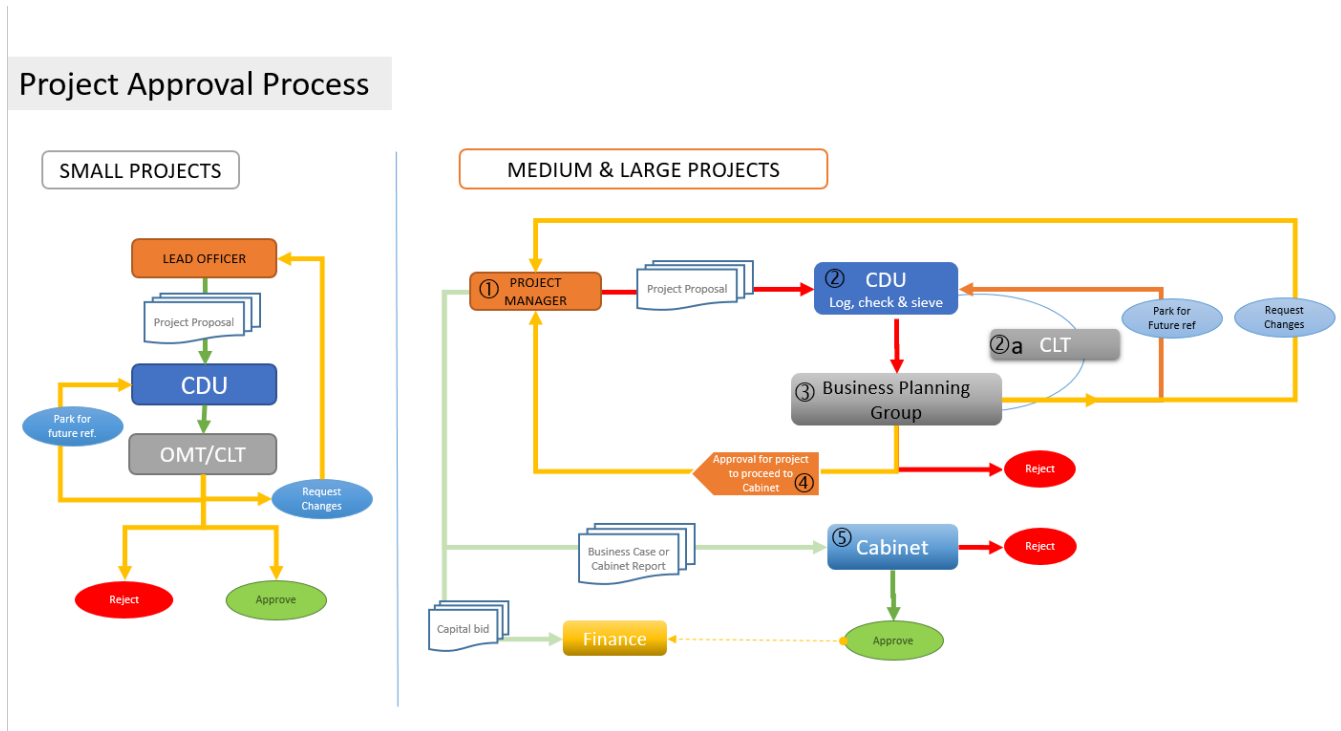 Project Approval Process
SMALL PROJECTS
LEAD OFFICER
Project Proposal
CDU
Park for
future ref.
OMT/CLT
Request
Changes
Reject
Approve
MEDIUM & LARGE PROJECTS
① PROJECT
MANAGER
Project Proposal
② CDU
Log, check & sieve
②a CLT
Park for
Future ref
Request
Changes
③ Business Planning
Group
Approval for project
to proceed to
Cabinet ④
Reject
Business Case or
Cabinet Report
⑤ Cabinet
Reject
Capital bid
Finance
Approve